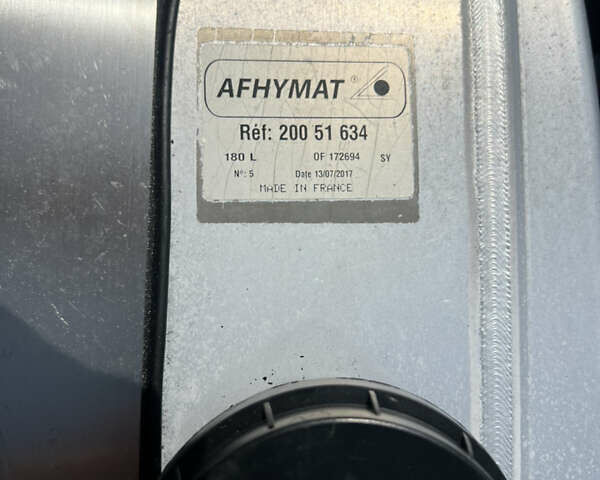 AFHYMAT®
Réf: 200 51 634
180 L OF 172694 SY
N°: 5 Date 13/07/2017
MADE IN FRANCE